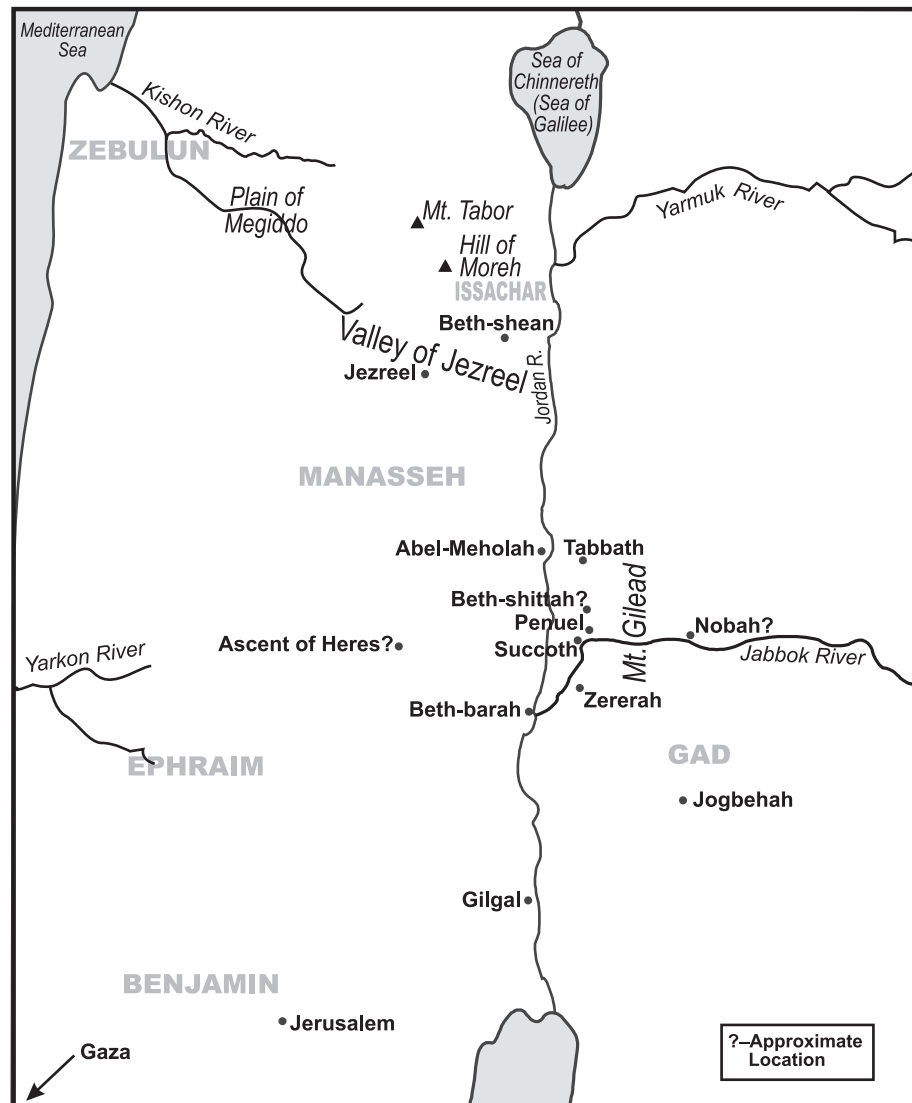 Mediterranean
Sea
Sea of
Chinnereth
(Sea of
Galilee)
Kishon River
ZEBULUN
Plain of
Megiddo
Mt. Tabor
Yarmuk River
Hill of
Moreh
ISSACHAR
Beth-shean
Valley of Jezreel
Jezreel
Jordan R.
MANASSEH
Abel-Meholah
Tabbath
Mt. Gilead
Beth-shittah?
Penuel
Nobah?
Ascent of Heres?
Succoth
Jabbok River
Yarkon River
Zererah
Beth-barah
EPHRAIM
GAD
Jogbehah
Gilgal
BENJAMIN
Jerusalem
Gaza
?–Approximate
Location